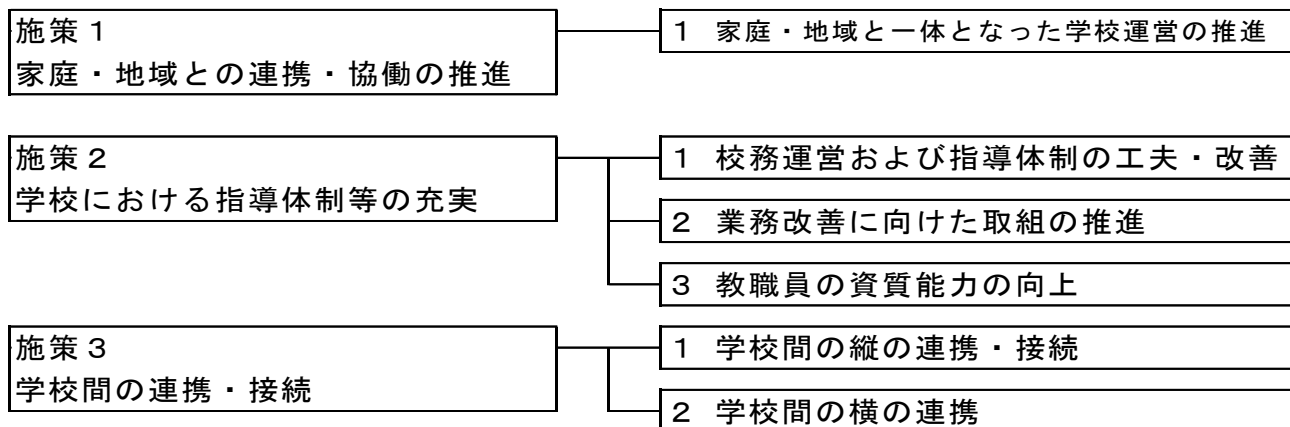 施策１
家庭・地域との連携・協働の推進
１ 家庭・地域と一体となった学校運営の推進
施策２
学校における指導体制等の充実
１ 校務運営および指導体制の工夫・改善
２ 業務改善に向けた取組の推進
３ 教職員の資質能力の向上
施策３
学校間の連携・接続
１ 学校間の縦の連携・接続
２ 学校間の横の連携